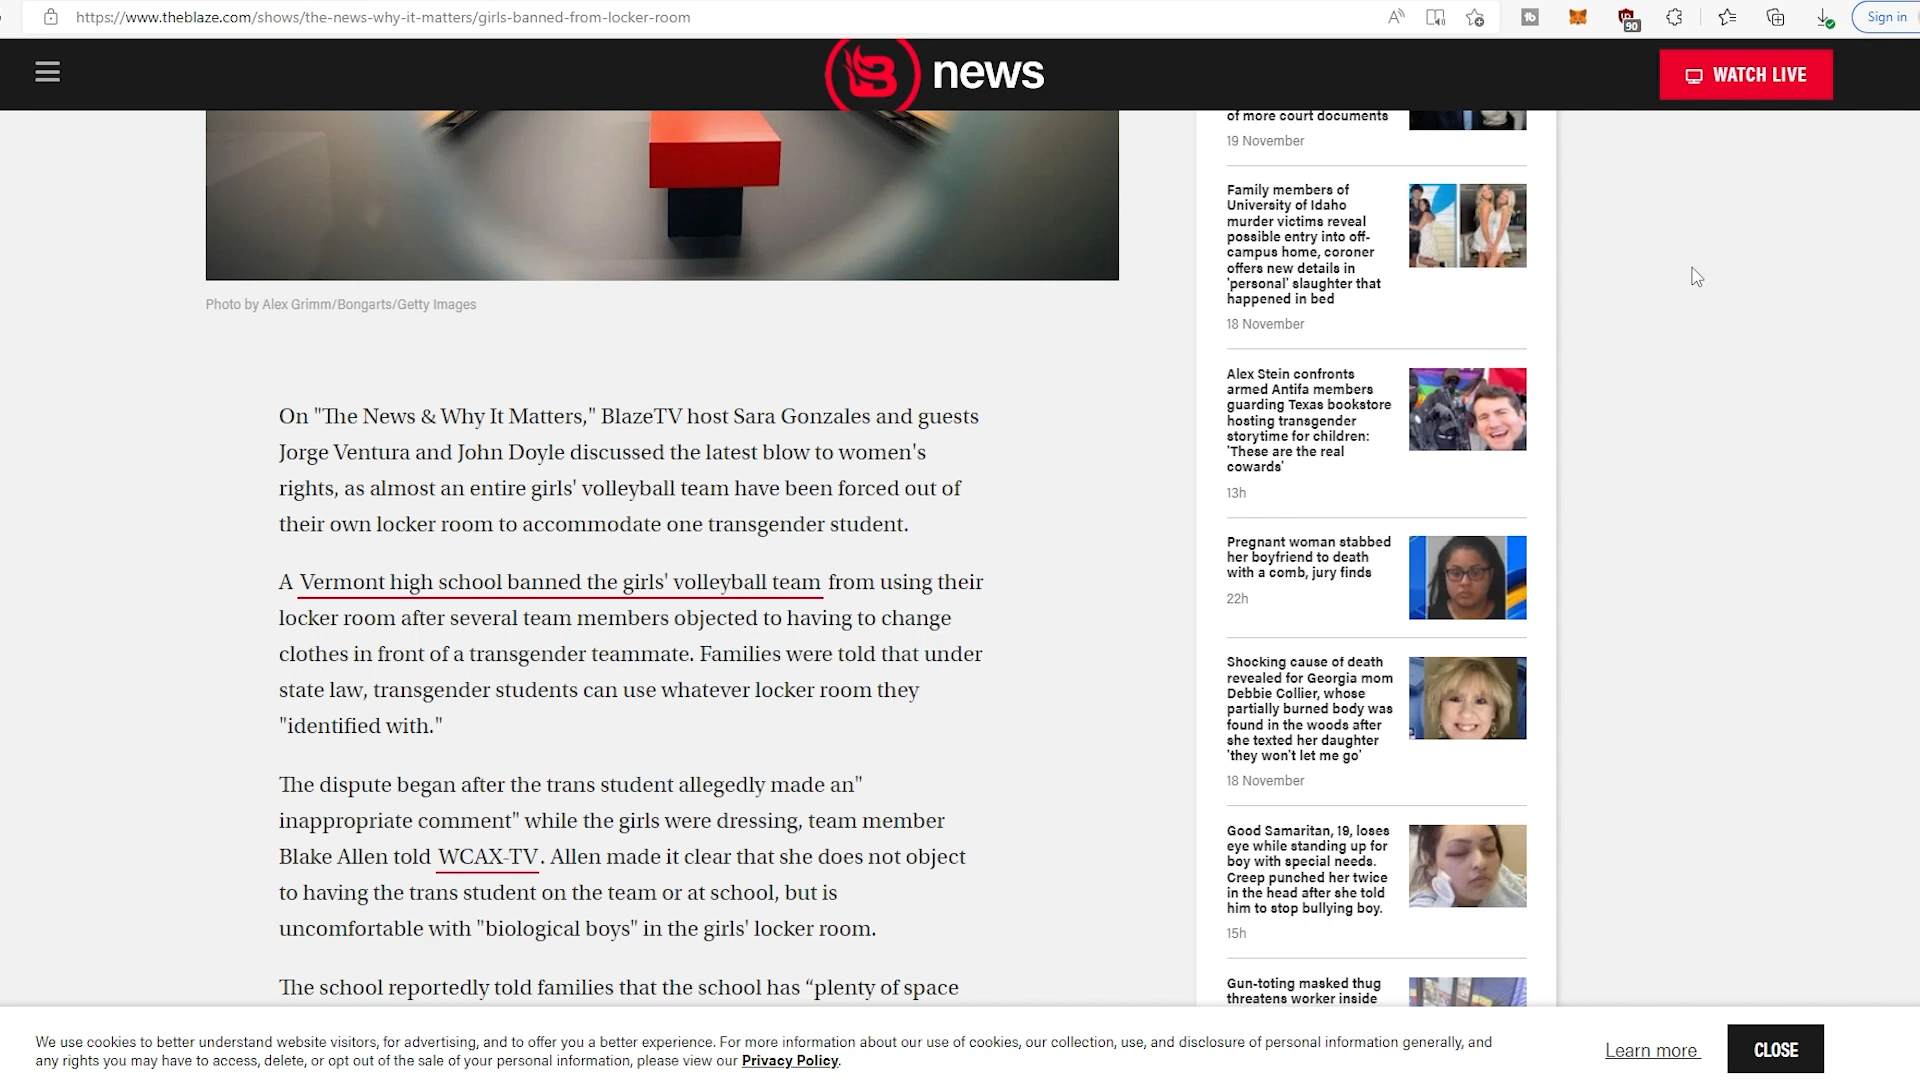 https://www.theblaze.com/shows/the-news-why-it-matters/girls-banned-from-locker-room
90
Sign in
news
WATCH LIVE
Photo by Alex Grimm/Bongarts/Getty Images
On "The News & Why It Matters," BlazeTV host Sara Gonzales and guests
Jorge Ventura and John Doyle discussed the latest blow to women's
rights, as almost an entire girls' volleyball team have been forced out of
their own locker room to accommodate one transgender student.
A Vermont high school banned the girls' volleyball team from using their
locker room after several team members objected to having to change
clothes in front of a transgender teammate. Families were told that under
state law, transgender students can use whatever locker room they
"identified with."
The dispute began after the trans student allegedly made an"
inappropriate comment" while the girls were dressing, team member
Blake Allen told WCAX-TV. Allen made it clear that she does not object
to having the trans student on the team or at school, but is
uncomfortable with "biological boys" in the girls' locker room.
The school reportedly told families that the school has “plenty of space
of more court documents
19 November
Family members of
University of Idaho
murder victims reveal
possible entry into off-
campus home, coroner
offers new details in
'personal' slaughter that
happened in bed
18 November
Alex Stein confronts
armed Antifa members
guarding Texas bookstore
hosting transgender
storytime for children:
'These are the real
cowards'
13h
Pregnant woman stabbed
her boyfriend to death
with a comb, jury finds
22h
Shocking cause of death
revealed for Georgia mom
Debbie Collier, whose
partially burned body was
found in the woods after
she texted her daughter
'they won't let me go'
18 November
Good Samaritan, 19, loses
eye while standing up for
boy with special needs.
Creep punched her twice
in the head after she told
him to stop bullying boy.
15h
Gun-toting masked thug
threatens worker inside
We use cookies to better understand website visitors, for advertising, and to offer you a better experience. For more information about our use of cookies, our collection, use, and disclosure of personal information generally, and
any rights you may have to access, delete, or opt out of the sale of your personal information, please view our Privacy Policy.
Learn more
CLOSE